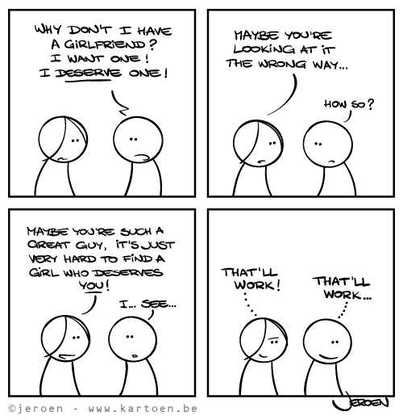 WHY DON'T I HAVE
A GIRLFRIEND?
I WANT ONE!
I DESERVE ONE!
MAYBE YOU'RE
LOOKING AT IT
THE WRONG WAY...
HOW SO?
MAYBE YOU'RE SUCH A
GREAT GUY, IT'S JUST
VERY HARD TO FIND A
GIRL WHO DESERVES
YOU!
I... SEE...
THAT'LL
WORK!
THAT'LL
WORK...
JEROEN
©jeroen - www.kartoen.be